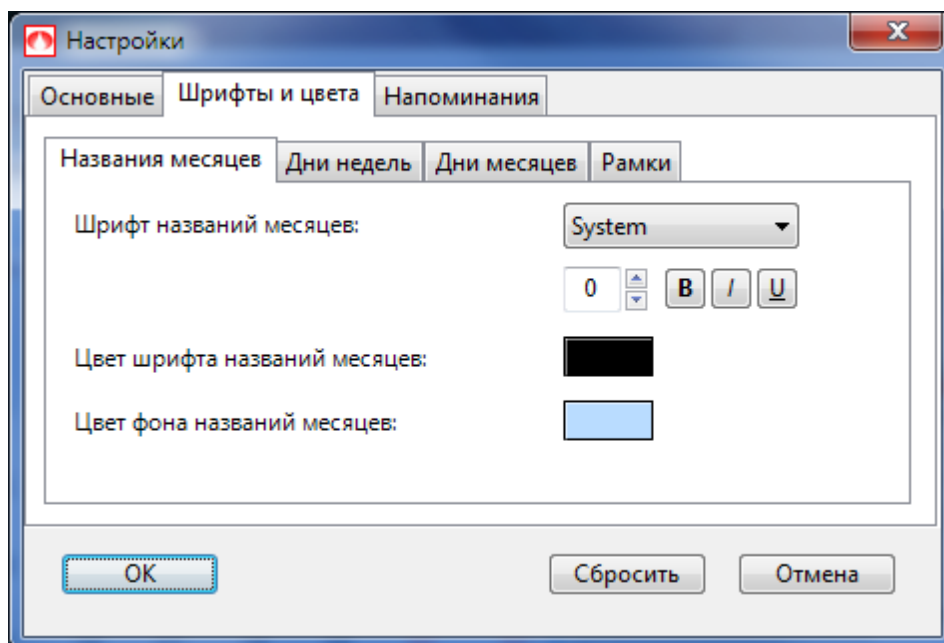 Настройки
Основные Шрифты и цвета Напоминания
Названия месяцев Дни недель Дни месяцев Рамки
Шрифт названий месяцев: System
0 B I U
Цвет шрифта названий месяцев:
Цвет фона названий месяцев:
OK Сбросить Отмена